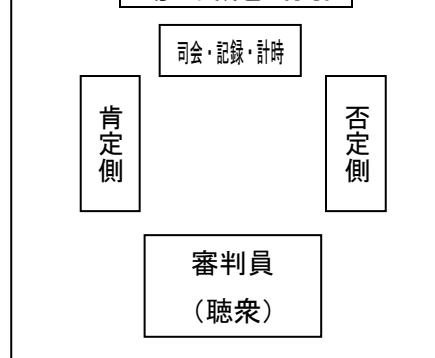 司会・記録・計時
肯定側
否定側
審判員
（聴衆）